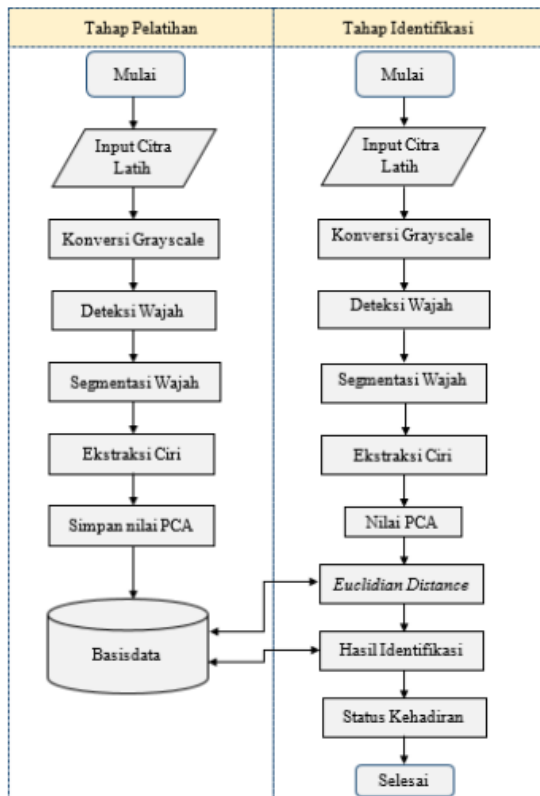 Tahap Pelatihan
Mulai
Input Citra
Latih
Konversi Grayscale
Deteksi Wajah
Segmentasi Wajah
Ekstraksi Ciri
Simpan nilai PCA
Basisdata
Tahap Identifikasi
Mulai
Input Citra
Latih
Konversi Grayscale
Deteksi Wajah
Segmentasi Wajah
Ekstraksi Ciri
Nilai PCA
Euclidian Distance
Hasil Identifikasi
Status Kehadiran
Selesai